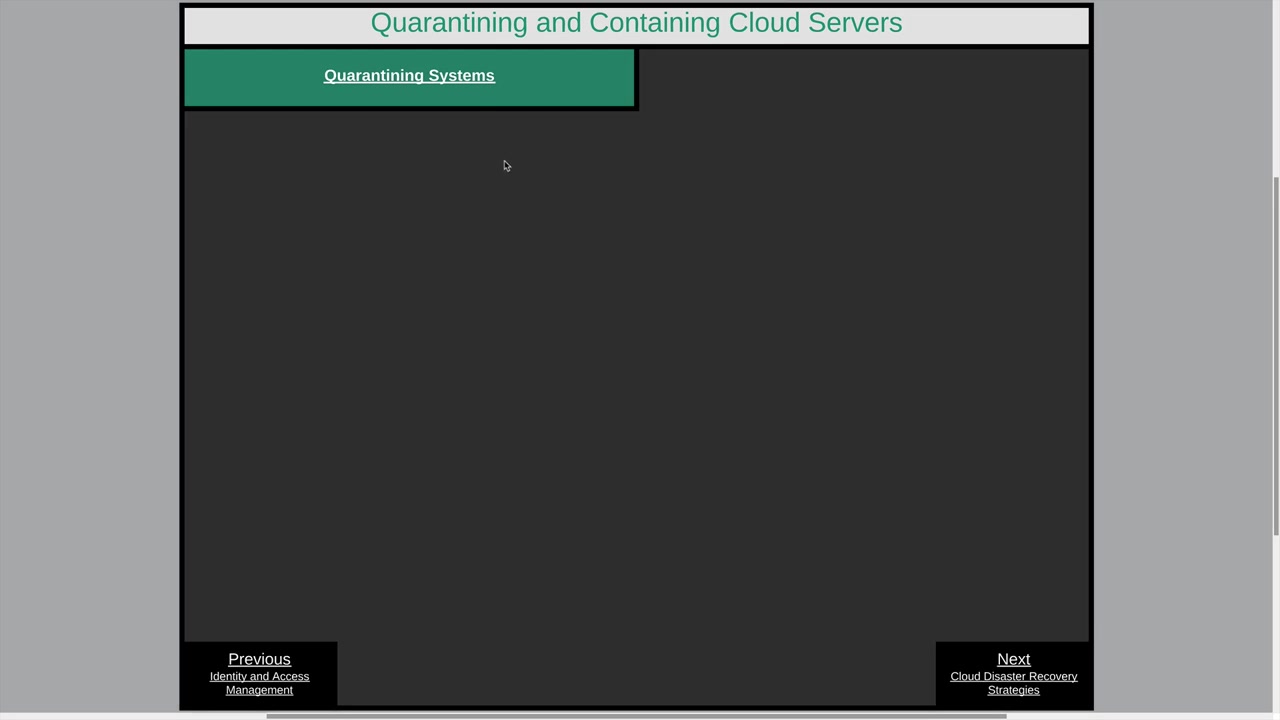 Quarantining and Containing Cloud Servers
Quarantining Systems
Previous
Identity and Access
Management
Next
Cloud Disaster Recovery
Strategies